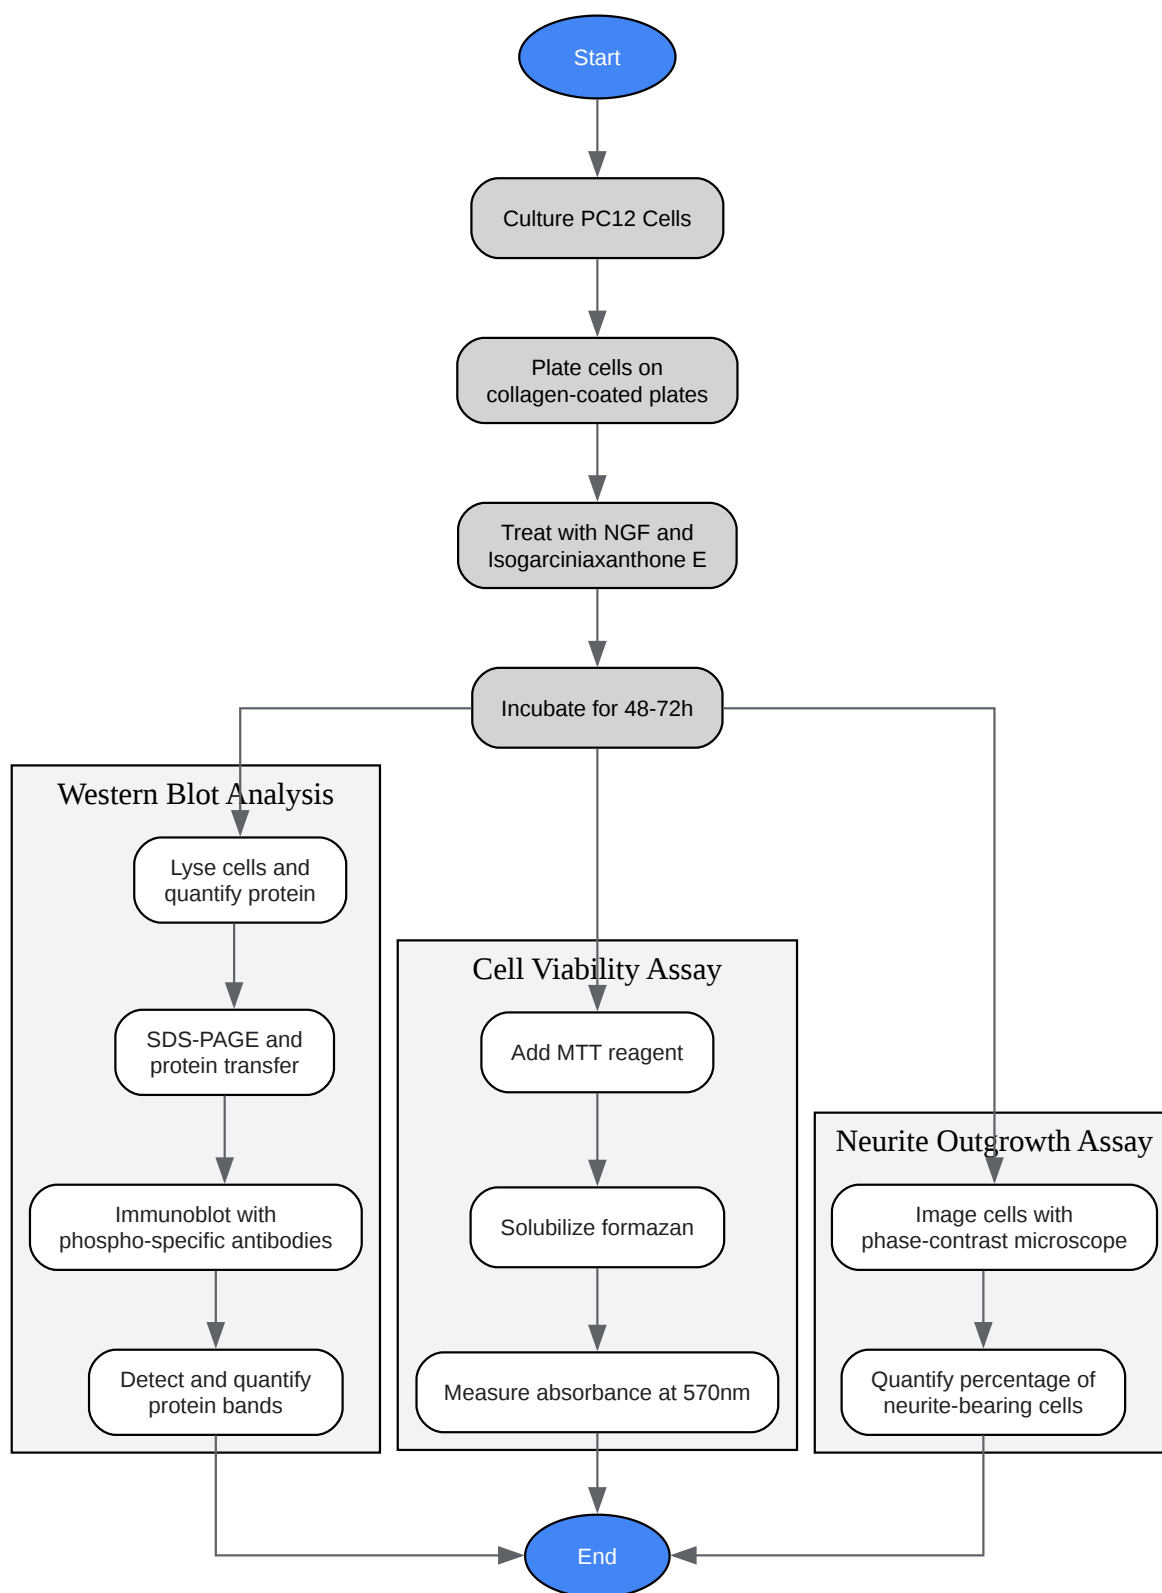 Start
Culture PC12 Cells
Plate cells on
collagen-coated plates
Treat with NGF and
Isogarciniaxanthone E
Incubate for 48-72h
Western Blot Analysis
Lyse cells and
quantify protein
SDS-PAGE and
protein transfer
Immunoblot with
phospho-specific antibodies
Detect and quantify
protein bands
Cell Viability Assay
Add MTT reagent
Solubilize formazan
Measure absorbance at 570nm
Neurite Outgrowth Assay
Image cells with
phase-contrast microscope
Quantify percentage of
neurite-bearing cells
End